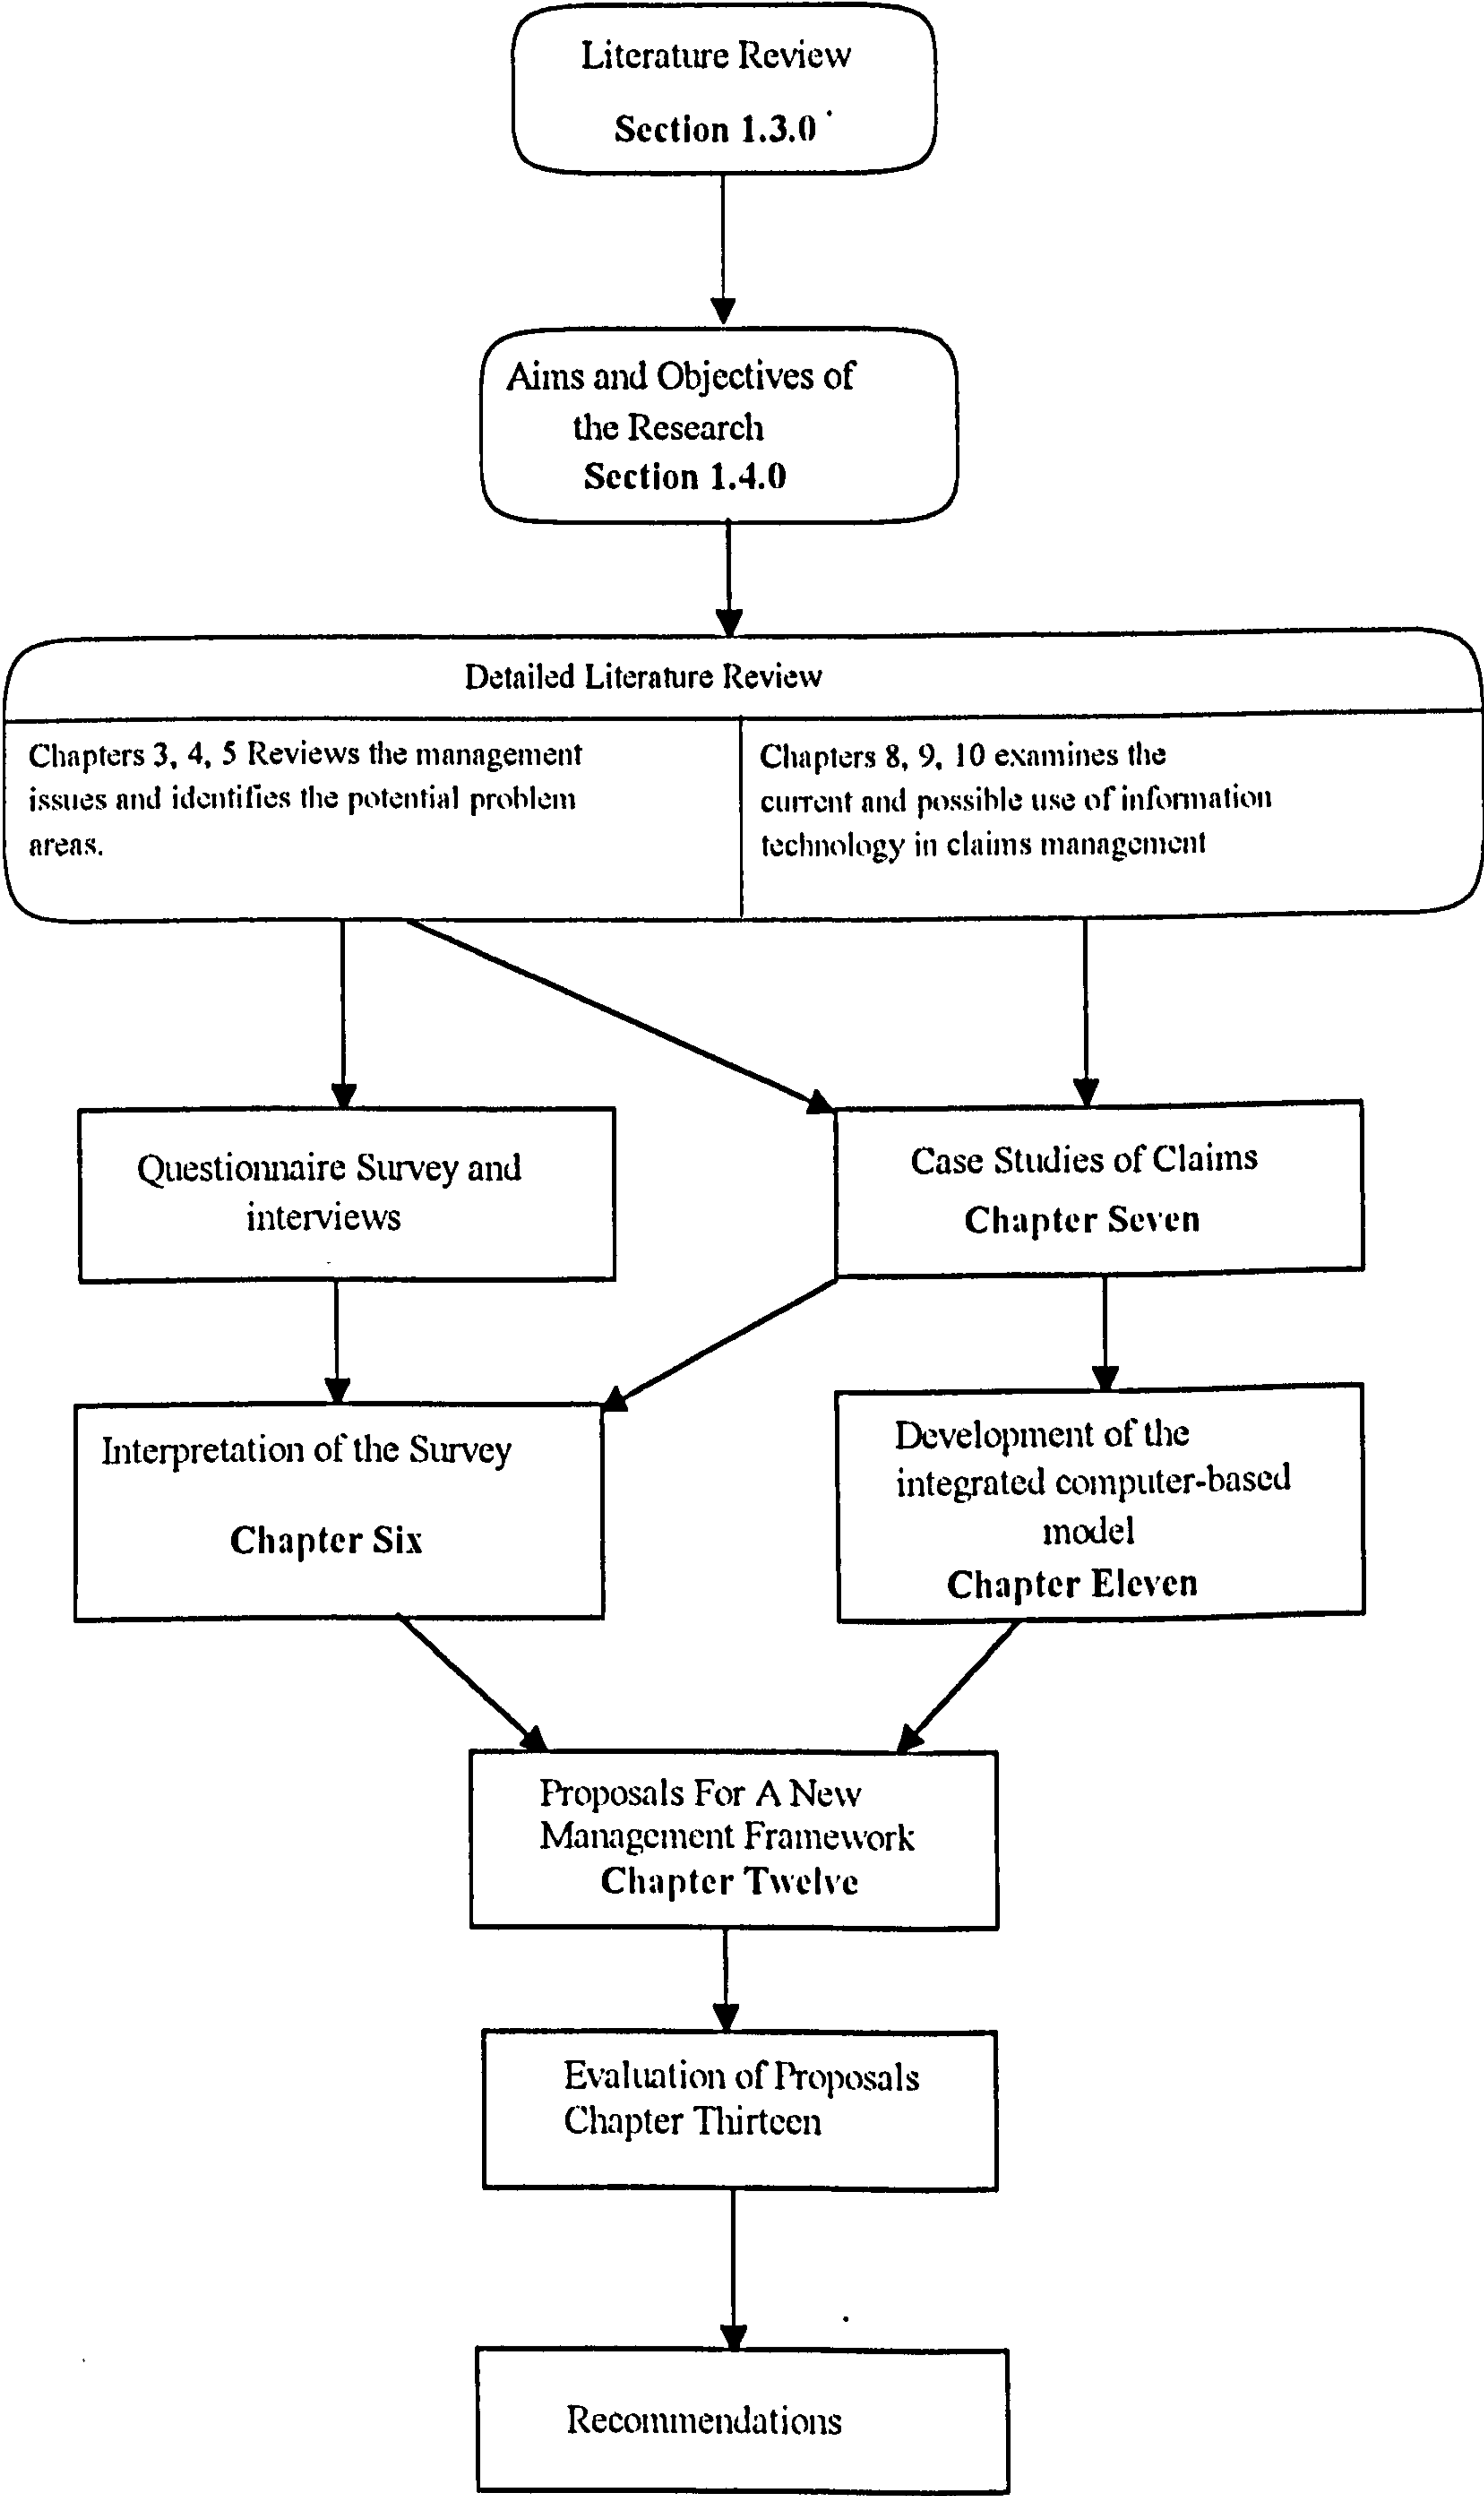 Literature Review
Section 1.3.0
Aims and Objectives of
the Research
Section 1.4.0
Detailed Literature Review
Chapters 3, 4, 5 Reviews the management
issues and identifies the potential problem
areas.
Chapters 8, 9, 10 examines the
current and possible use of information
technology in claims management
Questionnaire Survey and
interviews
Case Studies of Claims
Chapter Seven
Interpretation of the Survey
Chapter Six
Development of the
integrated computer-based
model
Chapter Eleven
Proposals For A New
Management Framework
Chapter Twelve
Evaluation of Proposals
Chapter Thirteen
Recommendations